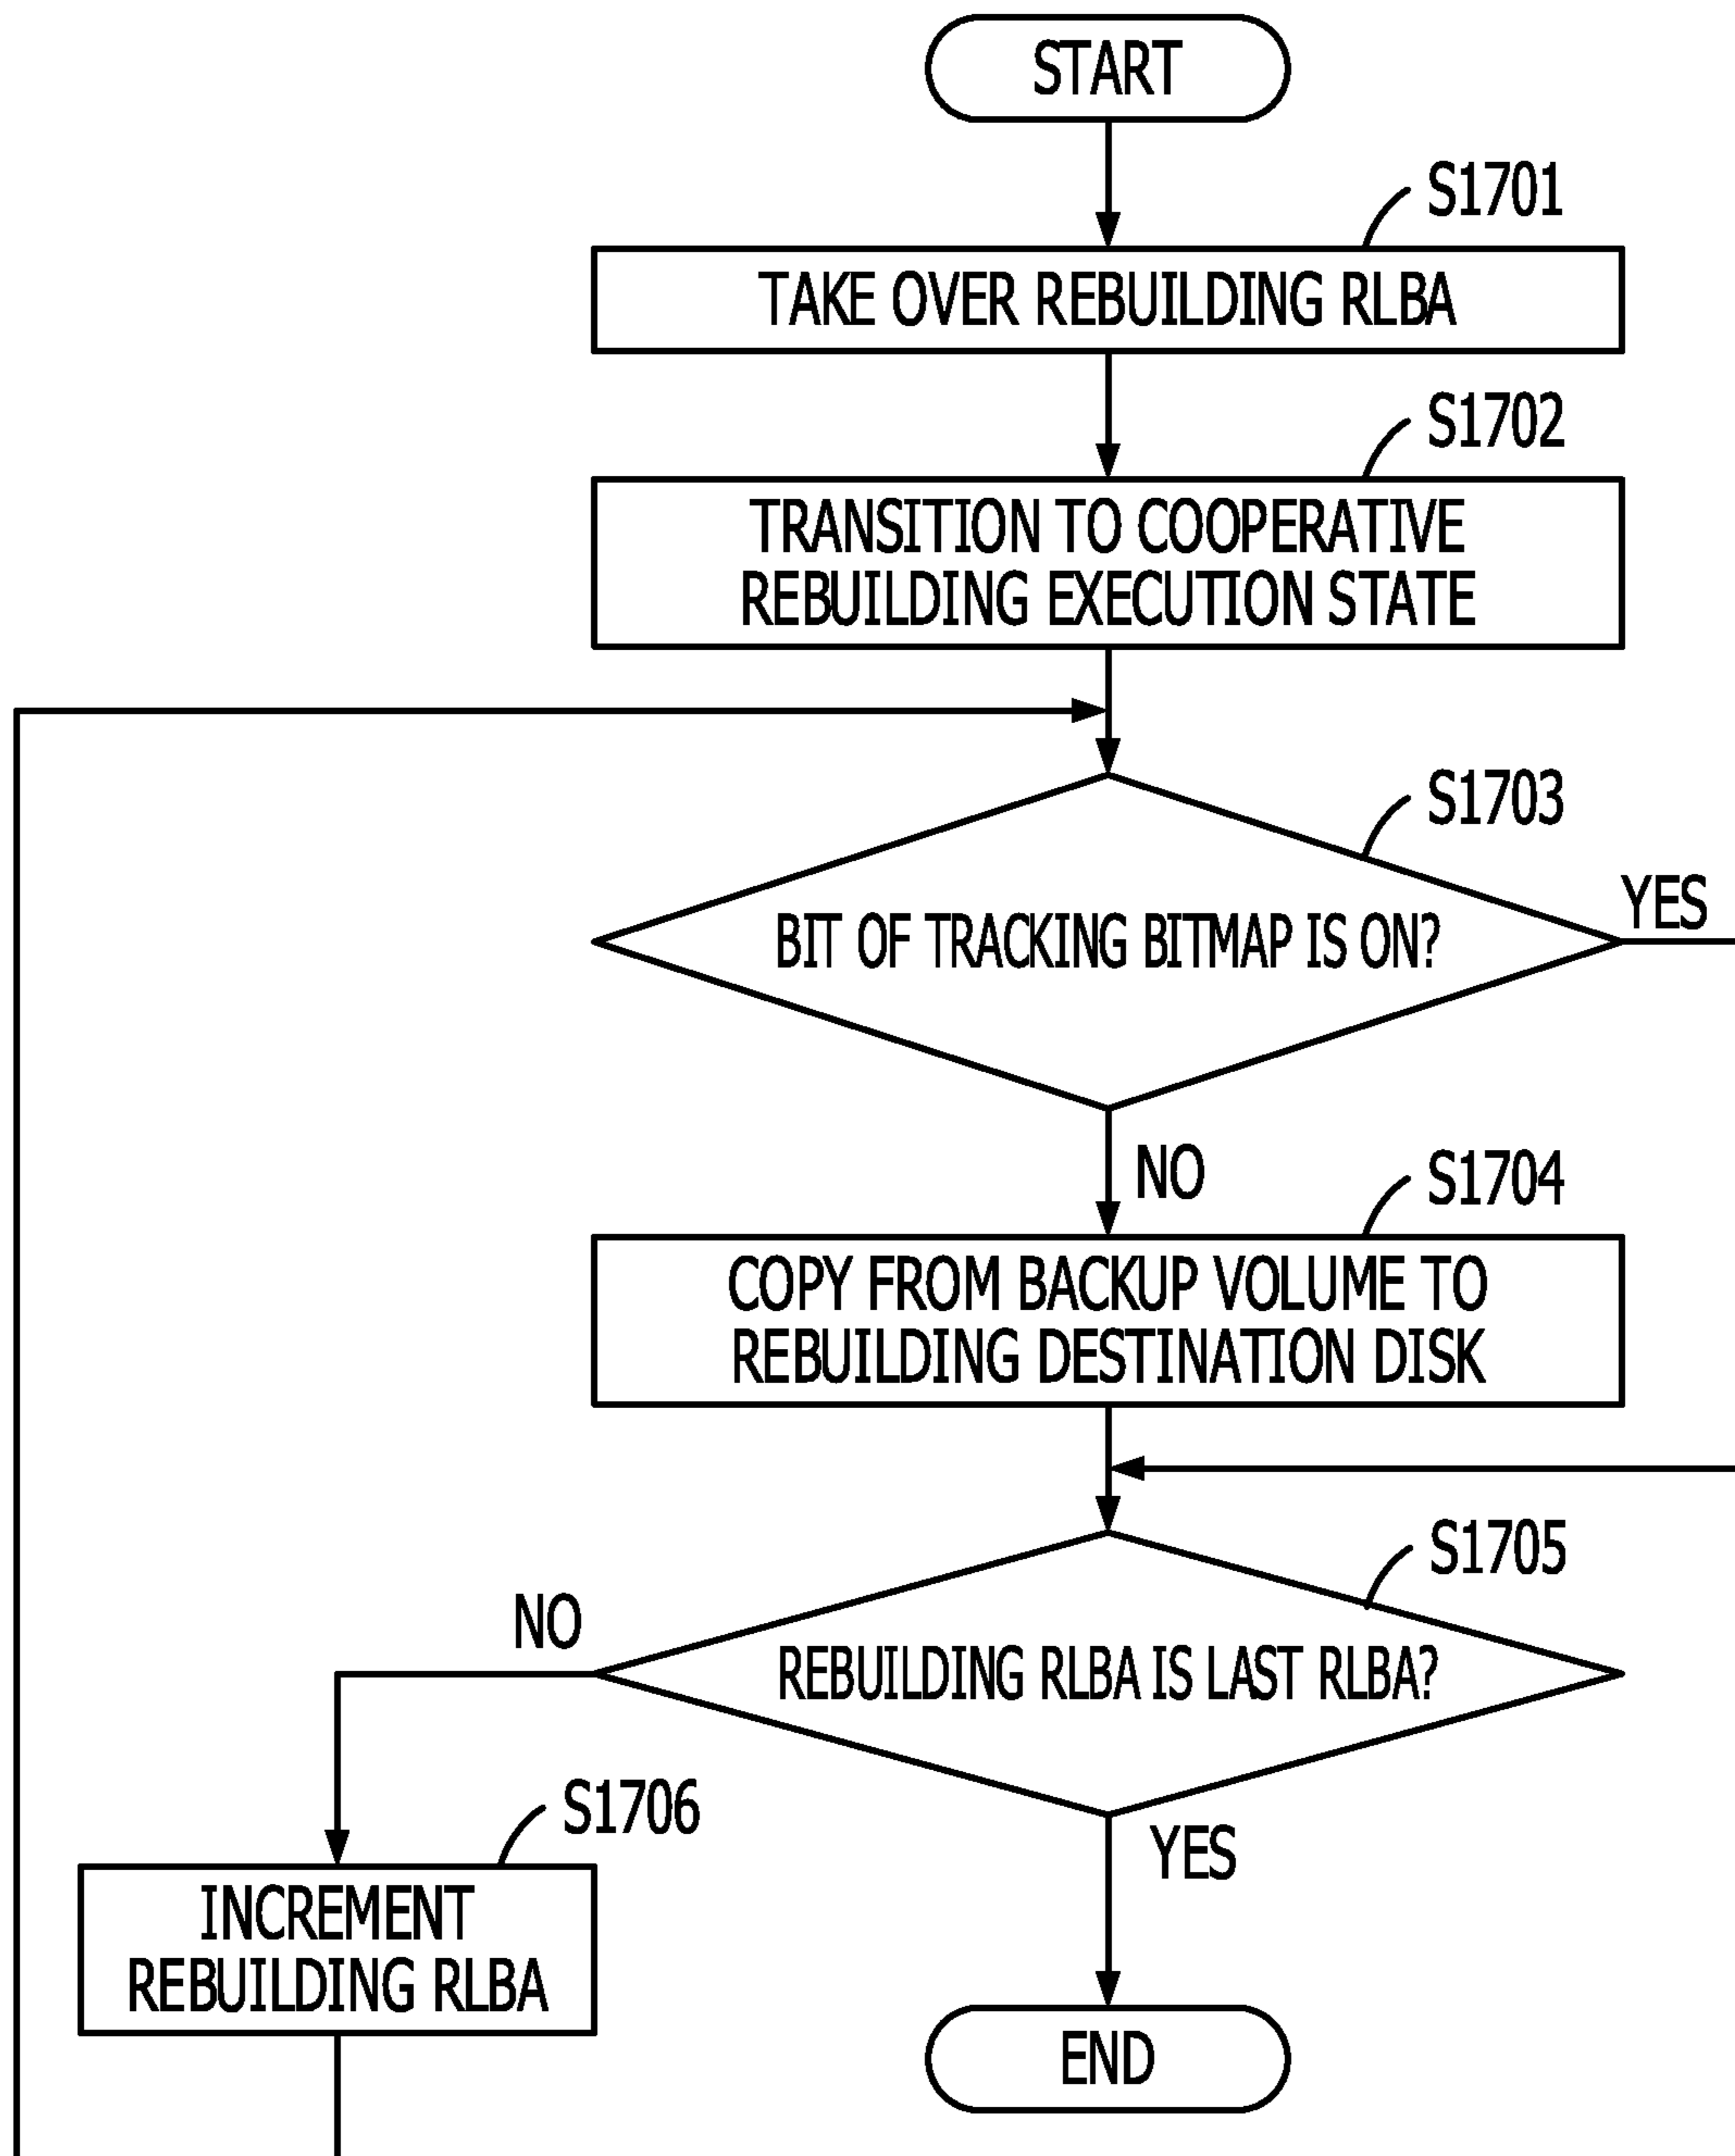 START
S1701
TAKE OVER REBUILDING RLBA
S1702
TRANSITION TO COOPERATIVE
REBUILDING EXECUTION STATE
S1703
YES
BIT OF TRACKING BITMAP IS ON?
NO
S1704
COPY FROM BACKUP VOLUME TO
REBUILDING DESTINATION DISK
S1705
NO
REBUILDING RLBA IS LAST RLBA?
S1706
YES
INCREMENT
REBUILDING RLBA
END